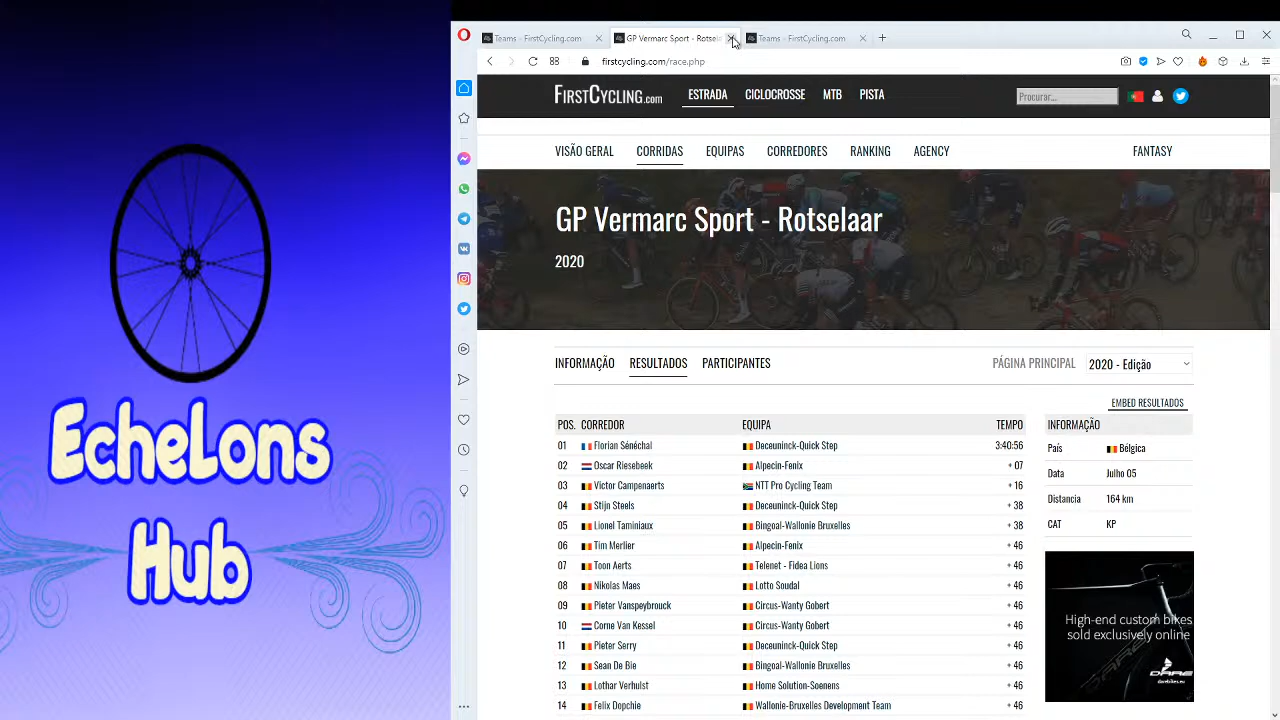 EcheLons
Hub
Teams - FirstCycling.com
GP Vermarc Sport - Rotsela
Teams - FirstCycling.com
firstcycling.com/race.php
FIRSTCYCLING.com
ESTRADA
CICLOCROSSE
MTB
PISTA
Procurar...
VISÃO GERAL
CORRIDAS
EQUIPAS
CORREDORES
RANKING
AGENCY
FANTASY
GP Vermarc Sport - Rotselaar
2020
INFORMAÇÃO
RESULTADOS
PARTICIPANTES
PÁGINA PRINCIPAL
2020 - Edição
EMBED RESULTADOS
POS. CORREDOR EQUIPA TEMPO
01 Florian Sénéchal Deceuninck-Quick Step 3:40:56
02 Oscar Riesebeek Alpecin-Fenix + 07
03 Victor Campenaerts NTT Pro Cycling Team + 16
04 Stijn Steels Deceuninck-Quick Step + 38
05 Lionel Taminiaux Bingoal-Wallonie Bruxelles + 38
06 Tim Merlier Alpecin-Fenix + 46
07 Toon Aerts Telenet - Fidea Lions + 46
08 Nikolas Maes Lotto Soudal + 46
09 Pieter Vanspeybrouck Circus-Wanty Gobert + 46
10 Corne Van Kessel Circus-Wanty Gobert + 46
11 Pieter Serry Deceuninck-Quick Step + 46
12 Sean De Bie Bingoal-Wallonie Bruxelles + 46
13 Lothar Verhulst Home Solution-Soenens + 46
14 Felix Dopchie Wallonie-Bruxelles Development Team + 46
INFORMAÇÃO
País Bélgica
Data Julho 05
Distancia 164 km
CAT KP
High-end custom bikes
sold exclusively online
DARE
darebikes.eu